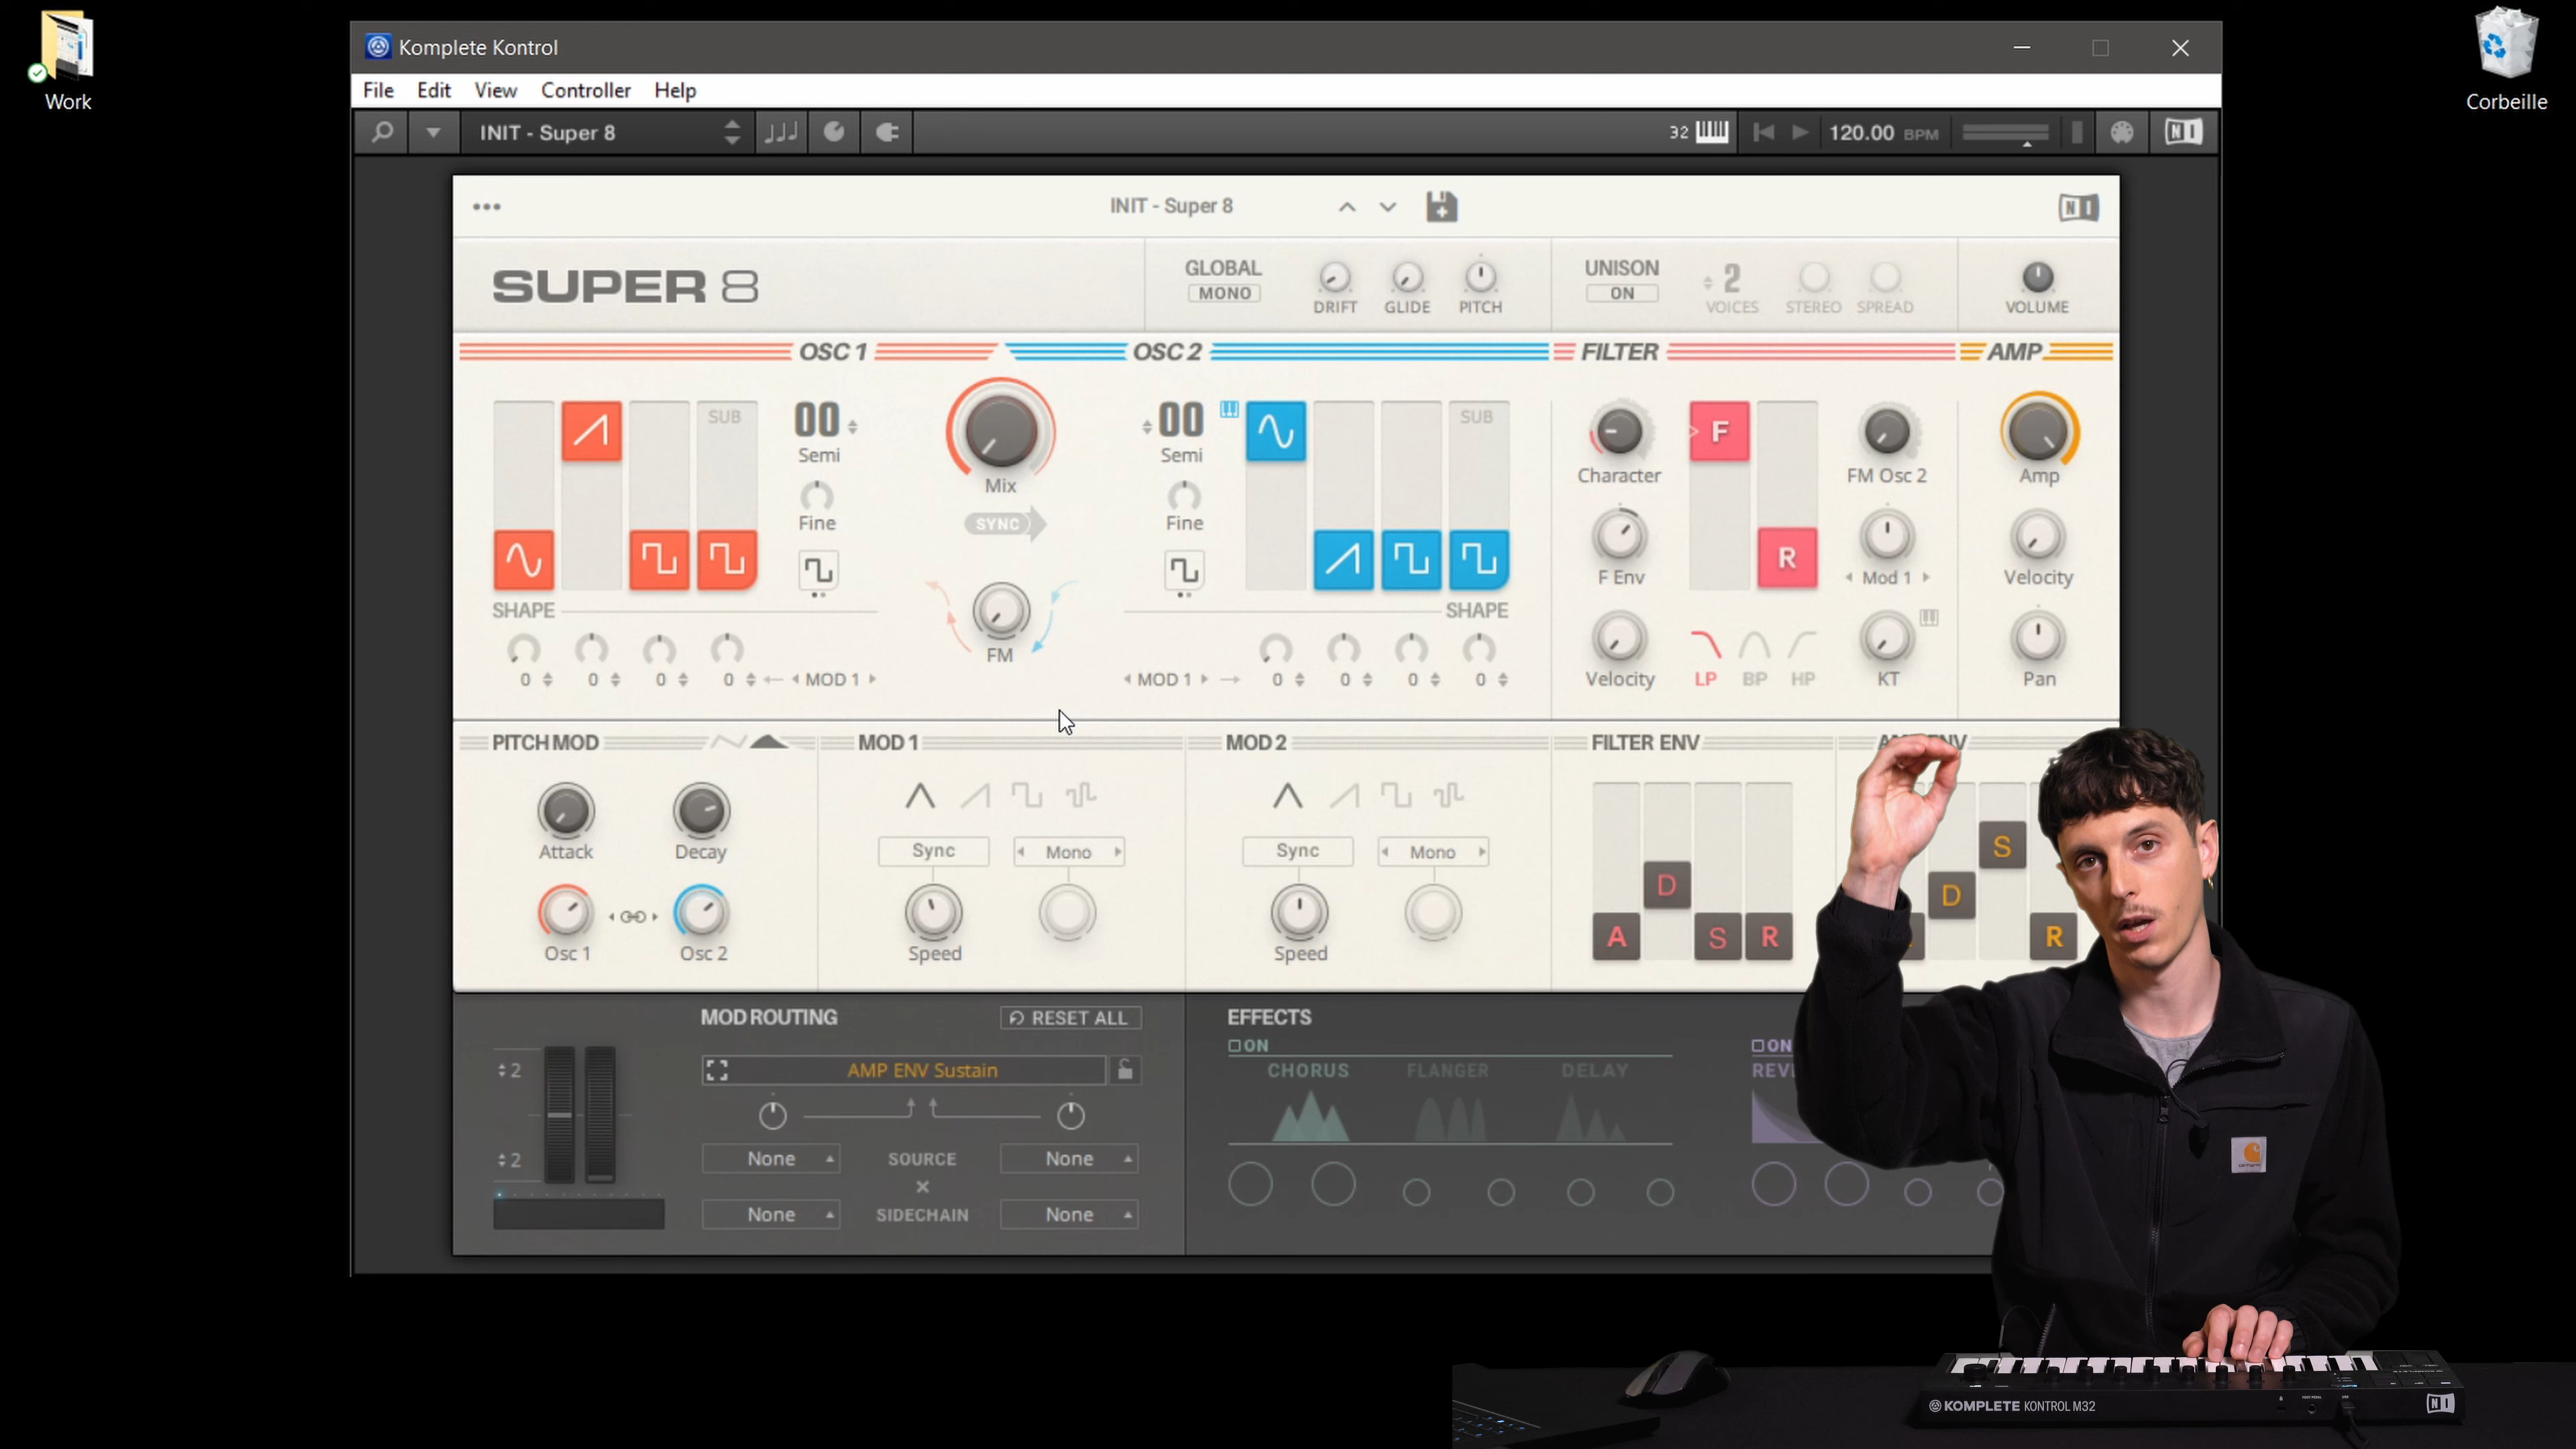 Work
Corbeille
Komplete Kontrol
File Edit View Controller Help
INIT - Super 8
32
120.00 BPM
NI
INIT - Super 8
NI
SUPER 8
GLOBAL
MONO
DRIFT GLIDE PITCH
UNISON
ON
2
VOICES STEREO SPREAD
VOLUME
OSC 1 OSC 2 FILTER AMP
SUB
00
Semi
Fine
Mix
SYNC
FM
00
Semi
Fine
SUB
SHAPE
0 0 0 0 MOD 1
SHAPE
MOD 1 0 0 0 0
Character F R FM Osc 2 Amp
F Env Mod 1 Velocity
Velocity LP BP HP KT Pan
PITCH MOD MOD 1 MOD 2 FILTER ENV
Attack Decay
Osc 1 Osc 2
Sync Mono
Speed
Sync Mono
Speed
A D S R
D S R
MOD ROUTING RESET ALL
2
2
AMP ENV Sustain
None SOURCE None
×
None SIDECHAIN None
EFFECTS
ON
CHORUS FLANGER DELAY
ON
KOMPLETE KONTROL M32
NI